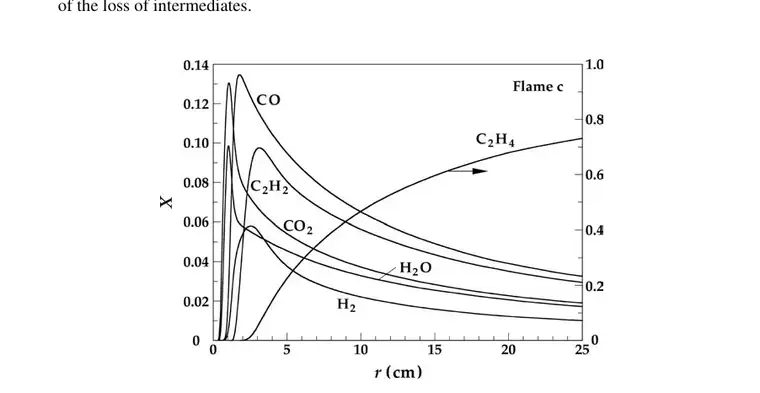 of the loss of intermediates.
0.14
1.0
Flame c
CO
0.12
0.8
C₂H₄
0.10
0.6
C₂H₂
0.08
X
CO₂
0.06
0.4
H₂O
0.04
0.2
H₂
0.02
0
0
0
5
10
15
20
25
r (cm)